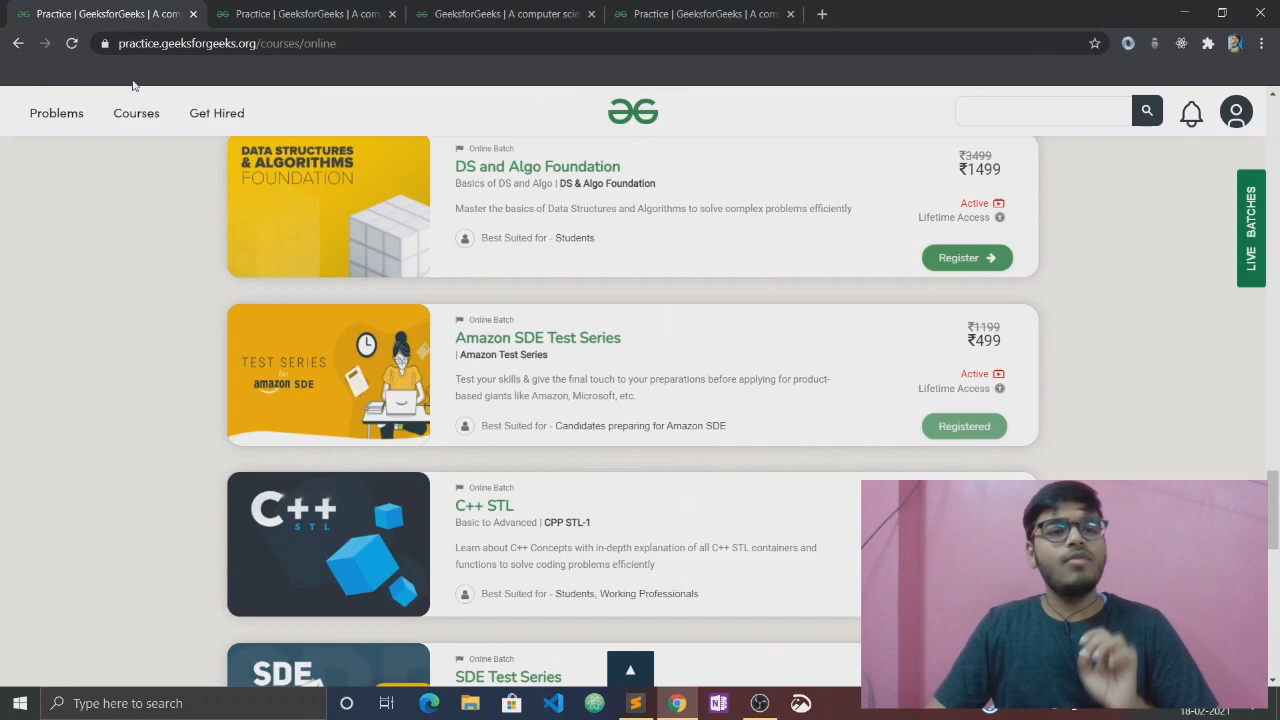 Practice | GeeksforGeeks | A com
Practice | GeeksforGeeks | A com
GeeksforGeeks | A computer scie
Practice | GeeksforGeeks | A com
practice.geeksforgeeks.org/courses/online
Problems
Courses
Get Hired
DATA STRUCTURES
& ALGORITHMS
FOUNDATION
Online Batch
DS and Algo Foundation
Basics of DS and Algo | DS & Algo Foundation
Master the basics of Data Structures and Algorithms to solve complex problems efficiently
Best Suited for - Students
₹3499
₹1499
Active
Lifetime Access
Register
LIVE BATCHES
TEST SERIES
for
amazon SDE
Online Batch
Amazon SDE Test Series
| Amazon Test Series
Test your skills & give the final touch to your preparations before applying for product-
based giants like Amazon, Microsoft, etc.
Best Suited for - Candidates preparing for Amazon SDE
₹1199
₹499
Active
Lifetime Access
Registered
C++
STL
Online Batch
C++ STL
Basic to Advanced | CPP STL-1
Learn about C++ Concepts with in-depth explanation of all C++ STL containers and
functions to solve coding problems efficiently
Best Suited for - Students, Working Professionals
SDE
Online Batch
SDE Test Series
Type here to search
18-02-2021